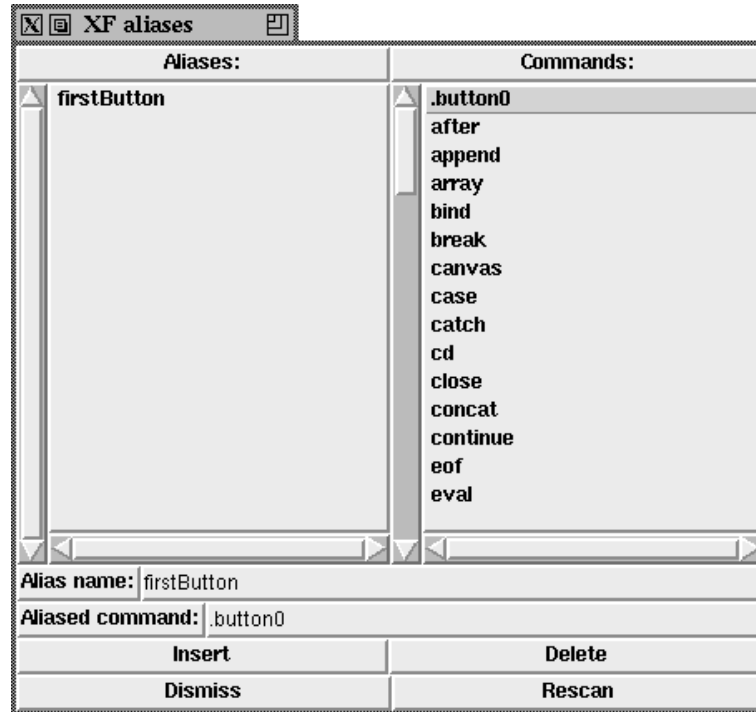 XF aliases
Aliases:
Commands:
firstButton
.button0
after
append
array
bind
break
canvas
case
catch
cd
close
concat
continue
eof
eval
Alias name: firstButton
Aliased command: .button0
Insert
Delete
Dismiss
Rescan